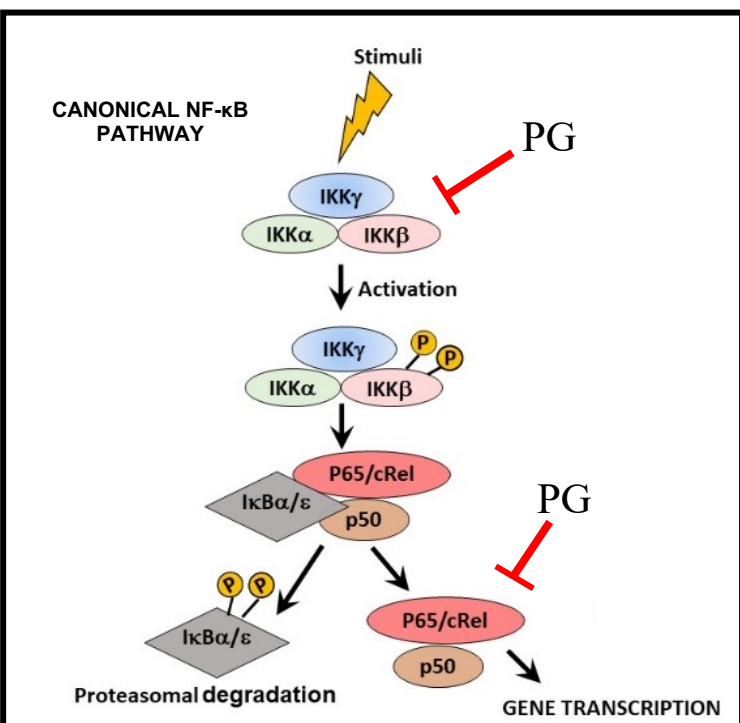 Stimuli
CANONICAL NF-κB
PATHWAY
PG
IKKγ
IKKα
IKKβ
Activation
IKKγ
P
P
IKKα
IKKβ
P65/cRel
IκBα/ε
p50
PG
P
P
IκBα/ε
P65/cRel
p50
Proteasomal degradation
GENE TRANSCRIPTION